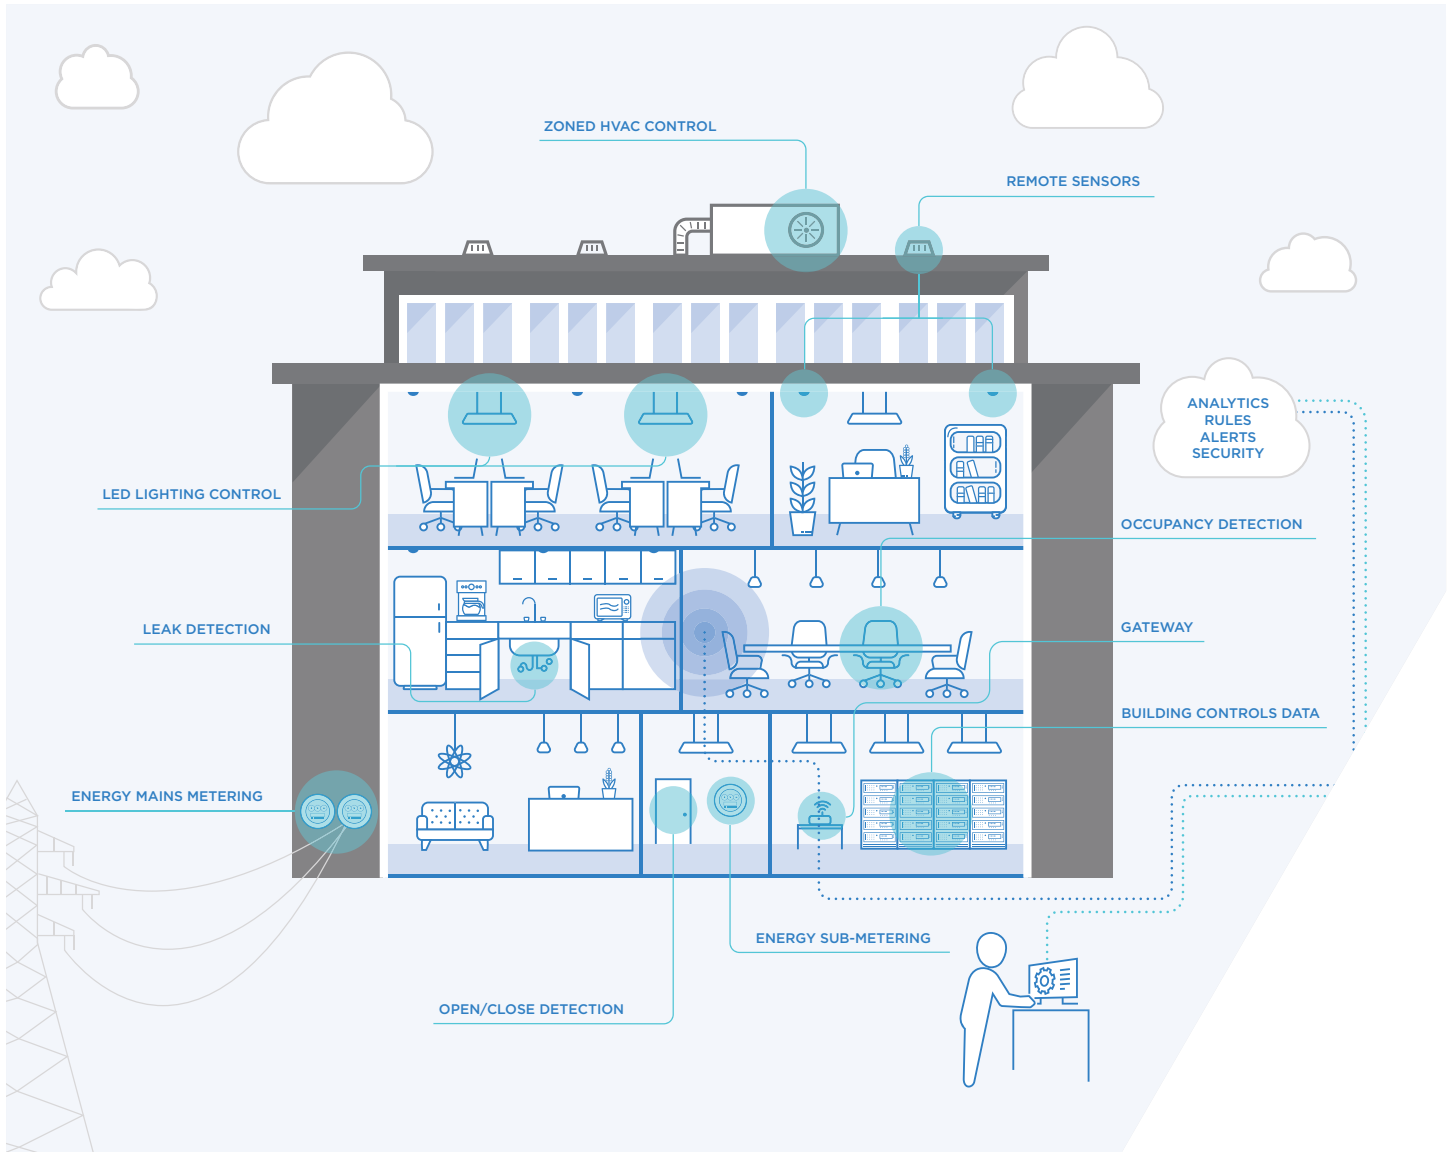 ZONED HVAC CONTROL
REMOTE SENSORS
ANALYTICS
RULES
ALERTS
SECURITY
LED LIGHTING CONTROL
OCCUPANCY DETECTION
LEAK DETECTION
GATEWAY
BUILDING CONTROLS DATA
ENERGY MAINS METERING
ENERGY SUB-METERING
OPEN/CLOSE DETECTION